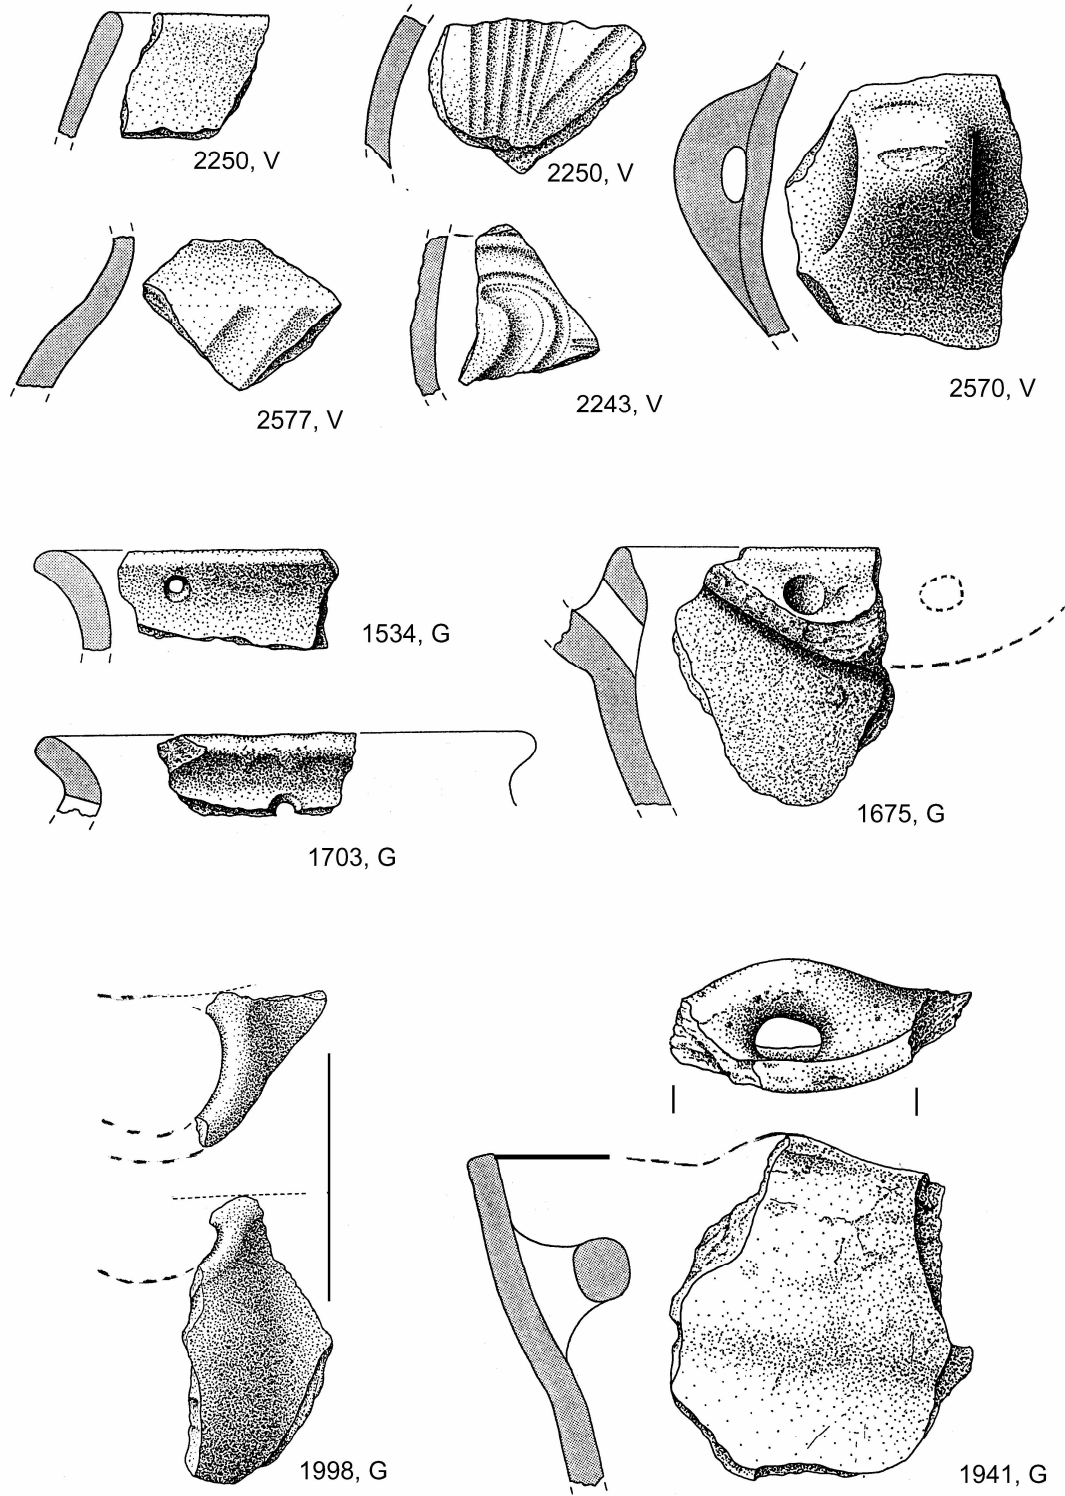 2250, V
2250, V
2570, V
2577, V
2243, V
1534, G
1675, G
1703, G
1998, G
1941, G